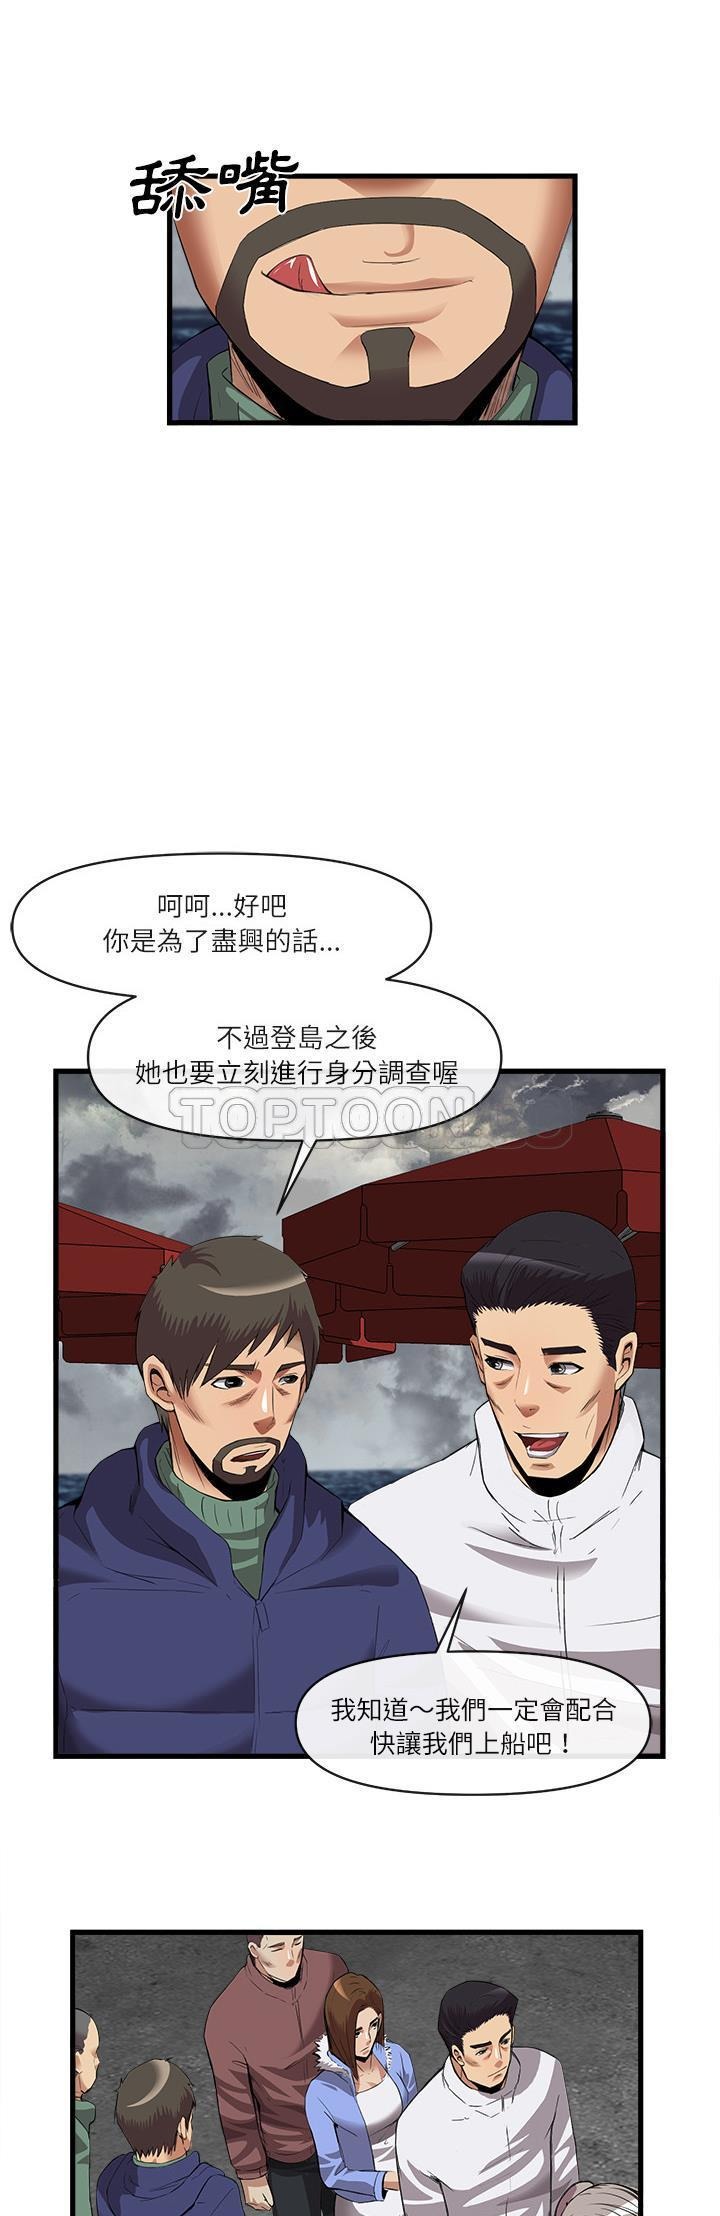 舔嘴
呵呵...好吧
你是為了盡興的話...
不過登島之後
她也要立刻進行身分調查喔
TOPTOON
我知道～我們一定會配合
快讓我們上船吧！